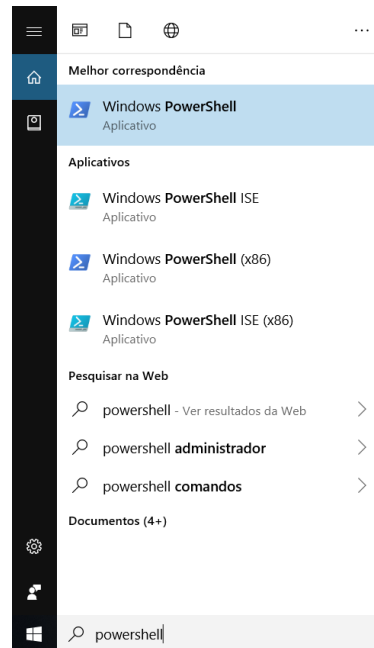 Melhor correspondência
Windows PowerShell
Aplicativo
Aplicativos
Windows PowerShell ISE
Aplicativo
Windows PowerShell (x86)
Aplicativo
Windows PowerShell ISE (x86)
Aplicativo
Pesquisar na Web
powershell - Ver resultados da Web
powershell administrador
powershell comandos
Documentos (4+)
powershell